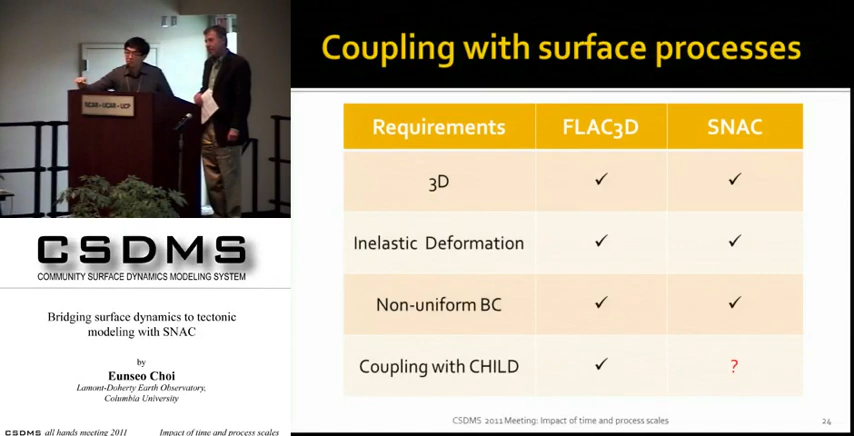 NCAR • UCAR • UCP
CSDMS
COMMUNITY SURFACE DYNAMICS MODELING SYSTEM
Bridging surface dynamics to tectonic
modeling with SNAC
by
Eunseo Choi
Lamont-Doherty Earth Observatory,
Columbia University
CSDMS all hands meeting 2011 Impact of time and process scales
Coupling with surface processes
Requirements FLAC3D SNAC
3D ✓ ✓
Inelastic Deformation ✓ ✓
Non-uniform BC ✓ ✓
Coupling with CHILD ✓ ?
CSDMS 2011 Meeting: Impact of time and process scales 24